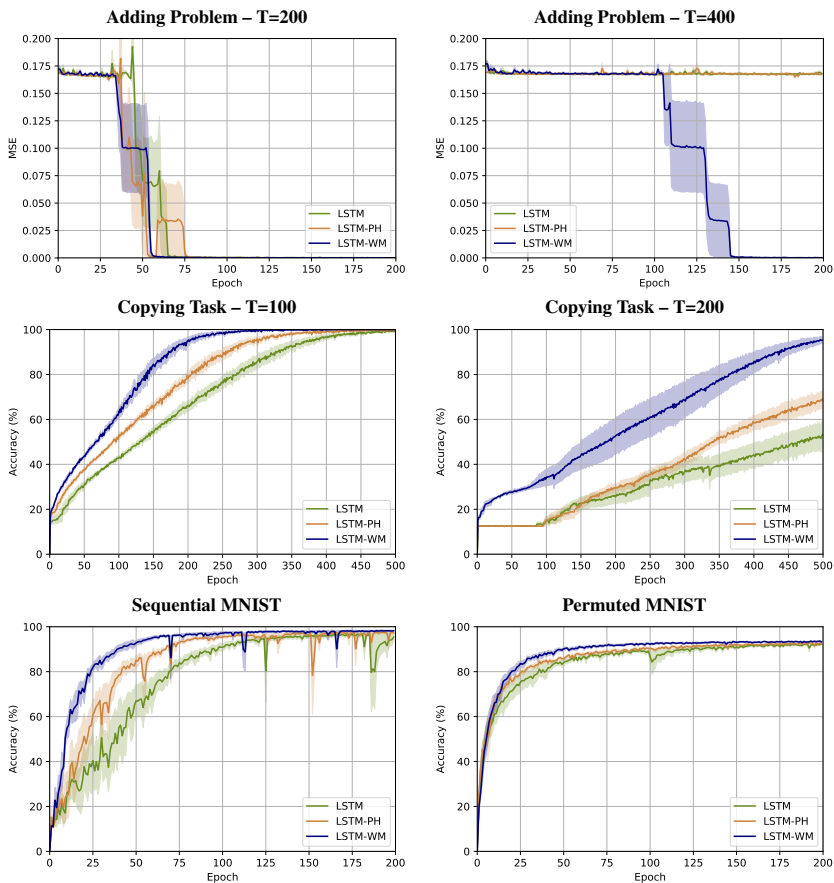 Adding Problem – T=200
0.200
0.175
0.150
0.125
0.100
0.075
0.050
0.025
0.000
MSE
LSTM
LSTM-PH
LSTM-WM
0 25 50 75 100 125 150 175 200
Epoch
Adding Problem – T=400
0.200
0.175
0.150
0.125
0.100
0.075
0.050
0.025
0.000
MSE
LSTM
LSTM-PH
LSTM-WM
0 25 50 75 100 125 150 175 200
Epoch
Copying Task – T=100
100
80
60
40
20
0
Accuracy (%)
LSTM
LSTM-PH
LSTM-WM
0 50 100 150 200 250 300 350 400 450 500
Epoch
Copying Task – T=200
100
80
60
40
20
0
Accuracy (%)
LSTM
LSTM-PH
LSTM-WM
0 50 100 150 200 250 300 350 400 450 500
Epoch
Sequential MNIST
100
80
60
40
20
0
Accuracy (%)
LSTM
LSTM-PH
LSTM-WM
0 25 50 75 100 125 150 175 200
Epoch
Permuted MNIST
100
80
60
40
20
0
Accuracy (%)
LSTM
LSTM-PH
LSTM-WM
0 25 50 75 100 125 150 175 200
Epoch